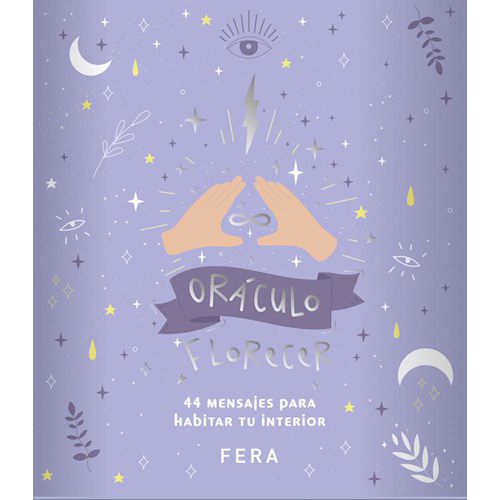 ORÁCULO
FLORECER
44 MENSAJES PARA
HABITAR TU INTERIOR
FERA